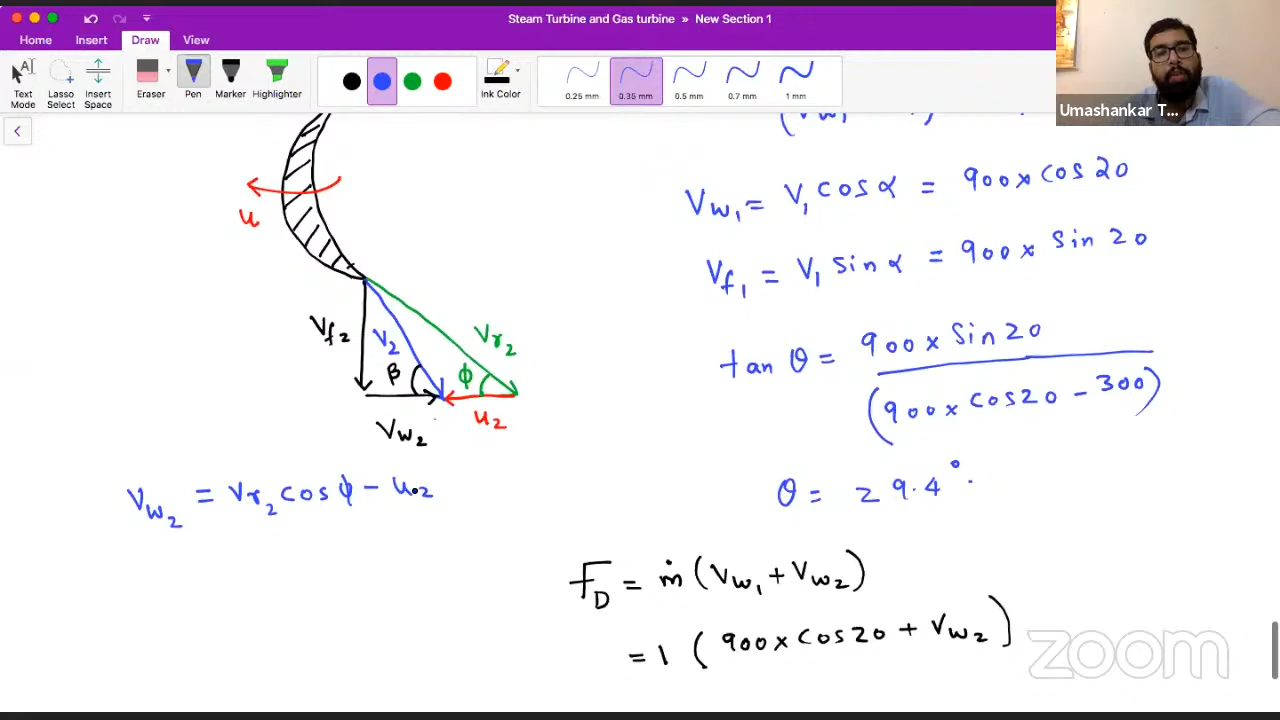 Steam Turbine and Gas turbine » New Section 1
Home Insert Draw View
Text Mode
Lasso Select
Insert Space
Eraser
Pen
Marker
Highlighter
Ink Color
0.25 mm
0.35 mm
0.5 mm
0.7 mm
1 mm
Umashankar T...
u
Vf2
V2
Vr2
β
φ
Vw2
u2
Vw2 = Vr2 cos φ - u2
Vw1 = V1 cos α = 900 x cos 20
Vf1 = V1 sin α = 900 x sin 20
tan θ = 900 x sin 20
(900 x cos 20 - 300)
θ = 29.4°.
FD = ṁ (Vw1 + Vw2)
= 1 (900 x cos 20 + Vw2)
zoom